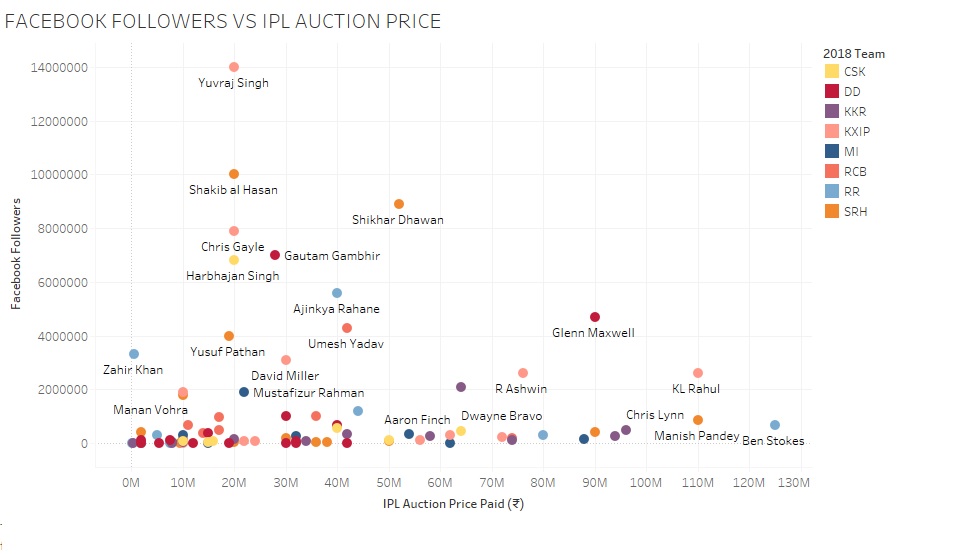 FACEBOOK FOLLOWERS VS IPL AUCTION PRICE
2018 Team
CSK
DD
KKR
KXIP
MI
RCB
RR
SRH
Facebook Followers
14000000
12000000
10000000
8000000
6000000
4000000
2000000
0
Yuvraj Singh
Shakib al Hasan
Shikhar Dhawan
Chris Gayle
Gautam Gambhir
Harbhajan Singh
Ajinkya Rahane
Glenn Maxwell
Umesh Yadav
Yusuf Pathan
Zahir Khan
David Miller
R Ashwin
KL Rahul
Mustafizur Rahman
Manan Vohra
Aaron Finch
Dwayne Bravo
Chris Lynn
Manish Pandey
Ben Stokes
0M 10M 20M 30M 40M 50M 60M 70M 80M 90M 100M 110M 120M 130M
IPL Auction Price Paid (₹)